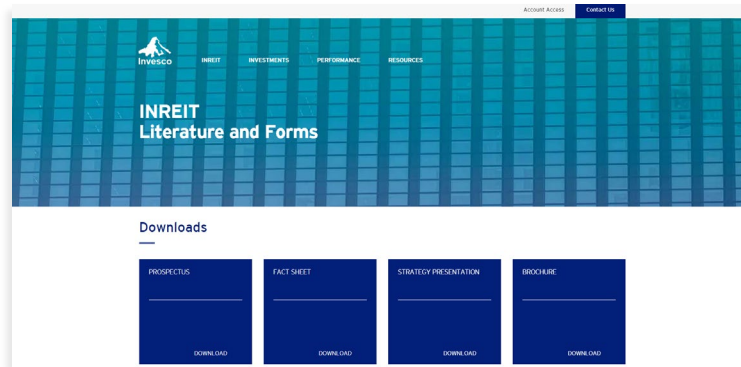 Account Access Contact Us
Invesco INREIT INVESTMENTS PERFORMANCE RESOURCES
INREIT
Literature and Forms
Downloads
PROSPECTUS FACT SHEET STRATEGY PRESENTATION BROCHURE
DOWNLOAD DOWNLOAD DOWNLOAD DOWNLOAD